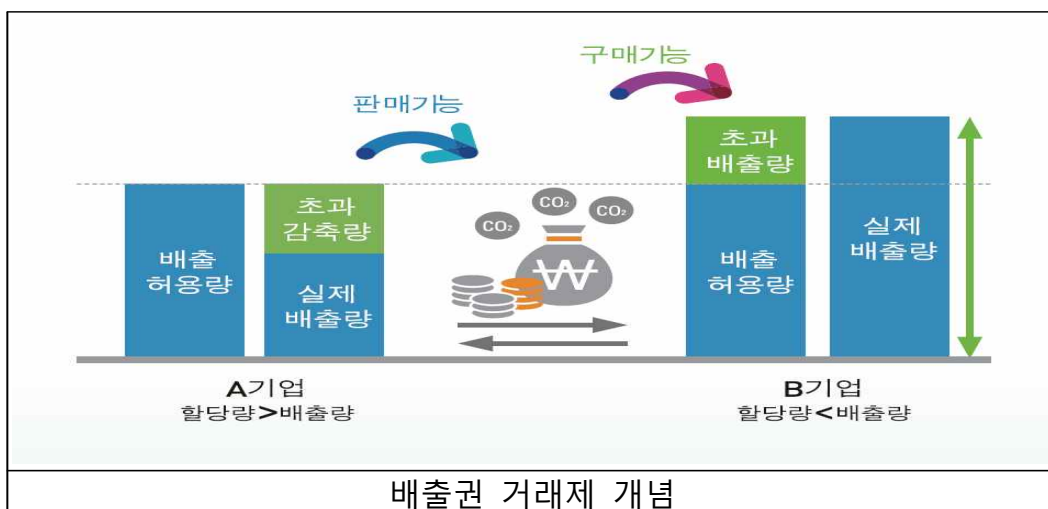 구매가능
판매가능
초과
배출량
초과
감축량
배출
허용량
실제
배출량
CO₂
CO₂
CO₂
₩
배출
허용량
실제
배출량
A기업
할당량>배출량
B기업
할당량<배출량
배출권 거래제 개념